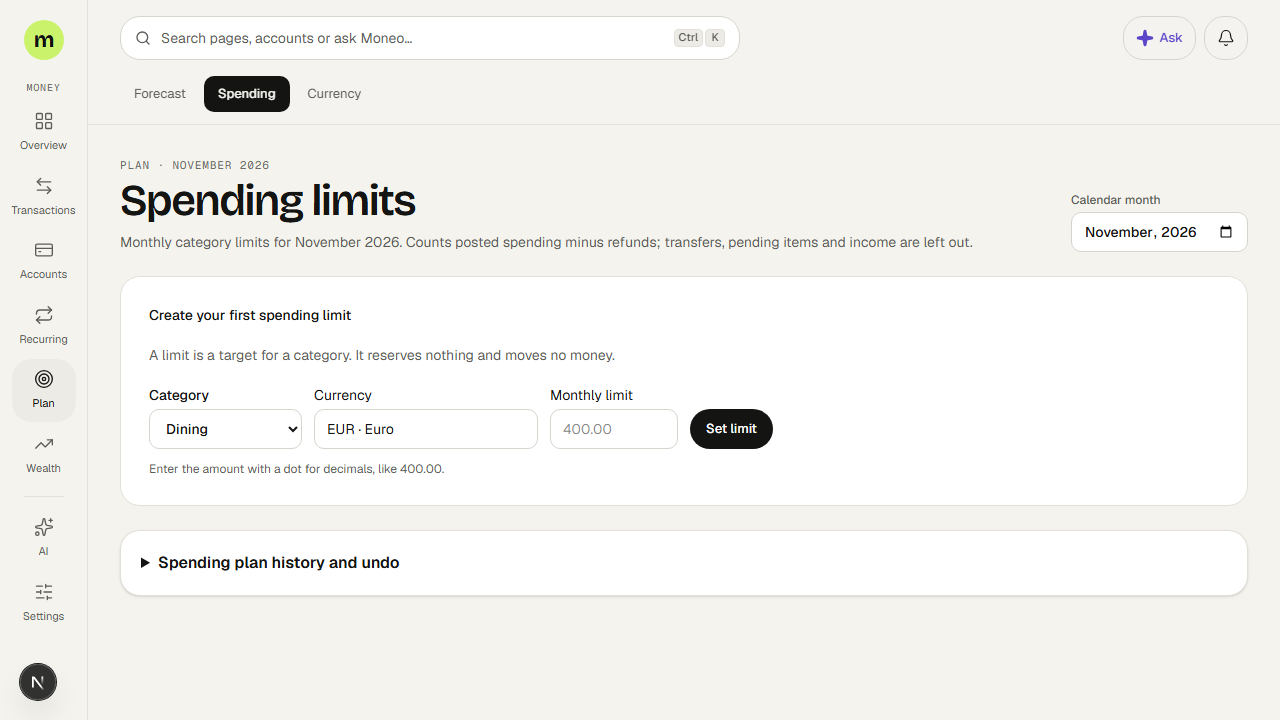 m
MONEY
Overview
Transactions
Accounts
Recurring
Plan
Wealth
AI
Settings
N
Search pages, accounts or ask Moneo...
Ctrl K
Ask
Forecast
Spending
Currency
PLAN · NOVEMBER 2026
Spending limits
Monthly category limits for November 2026. Counts posted spending minus refunds; transfers, pending items and income are left out.
Calendar month
November, 2026
Create your first spending limit
A limit is a target for a category. It reserves nothing and moves no money.
Category
Currency
Monthly limit
Dining
EUR · Euro
400.00
Set limit
Enter the amount with a dot for decimals, like 400.00.
Spending plan history and undo